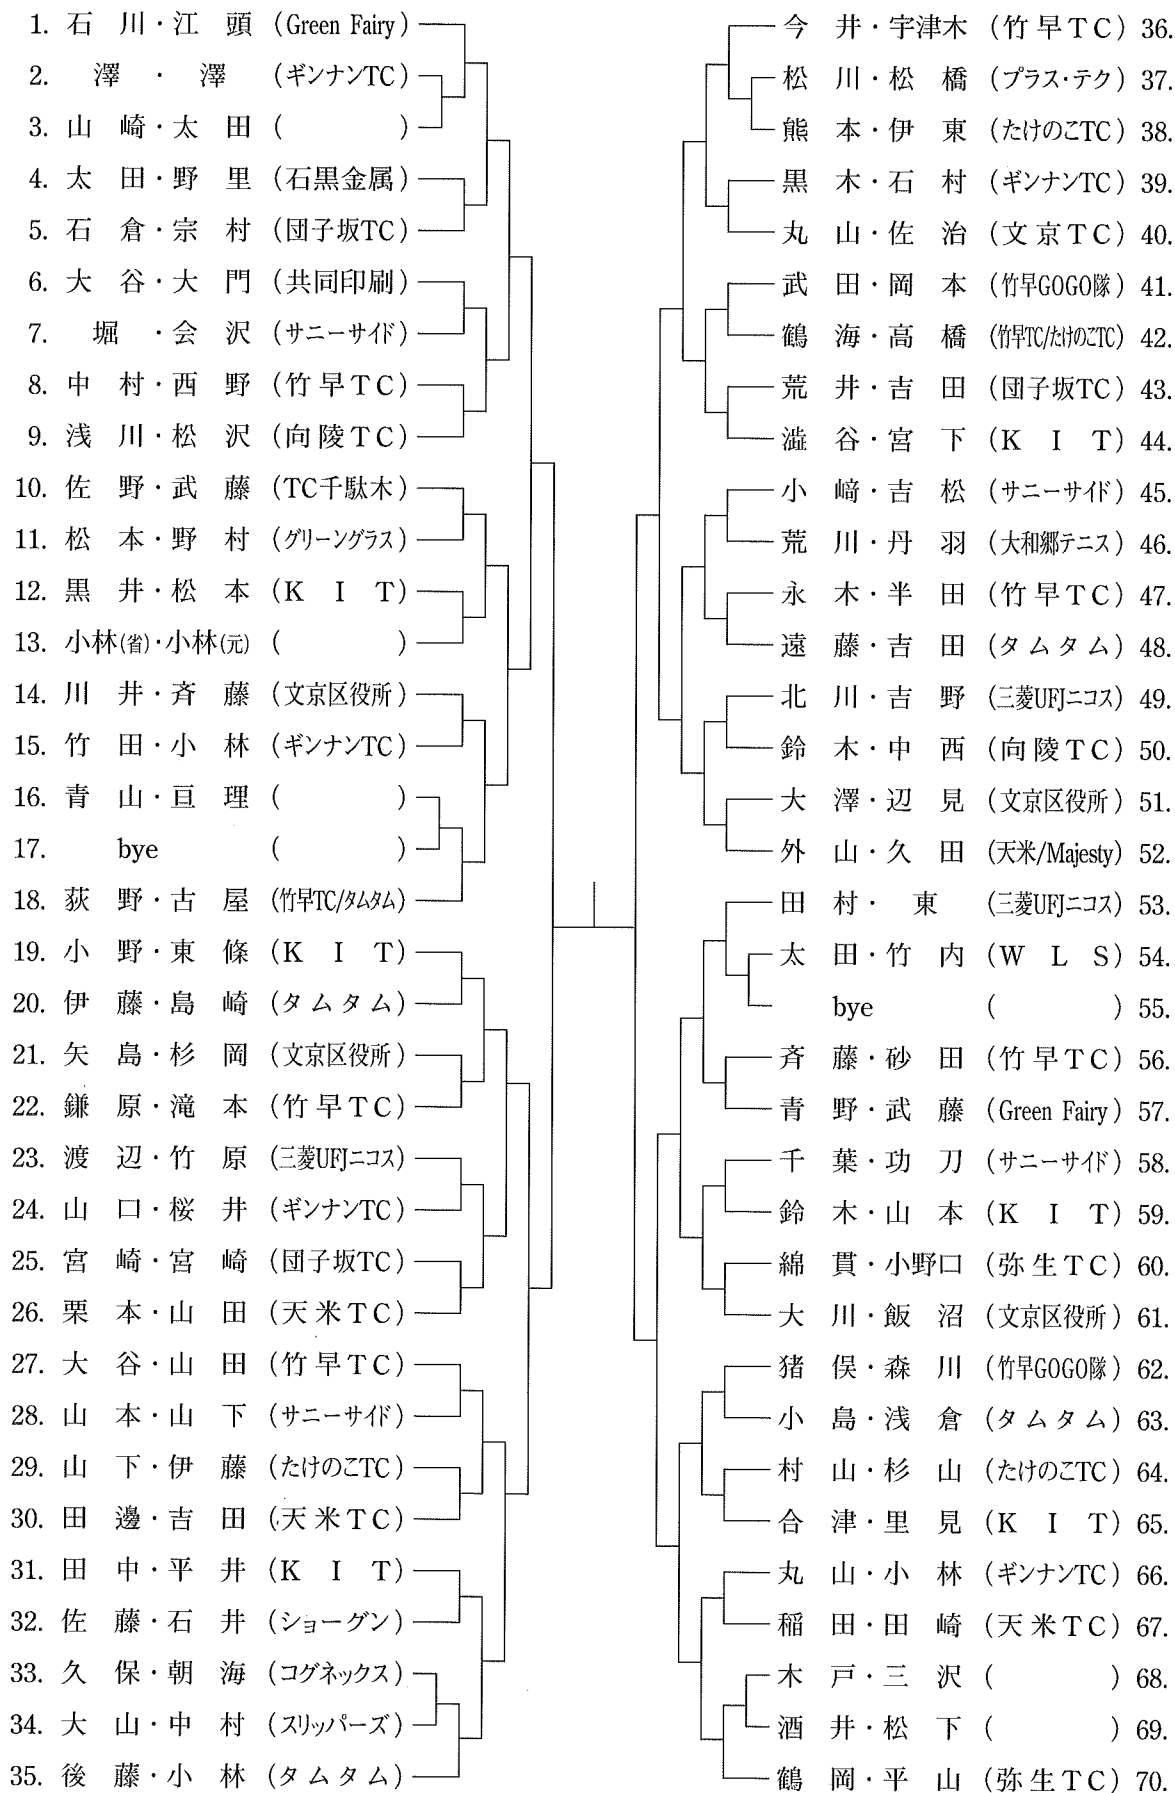 1. 石川・江頭 (Green Fairy)
2. 澤・澤 (ギンナンTC)
3. 山崎・太田 ( )
4. 太田・野里 (石黒金属)
5. 石倉・宗村 (団子坂TC)
6. 大谷・大門 (共同印刷)
7. 堀・会沢 (サニーサイド)
8. 中村・西野 (竹早TC)
9. 浅川・松沢 (向陵TC)
10. 佐野・武藤 (TC千駄木)
11. 松本・野村 (グリーングラス)
12. 黒井・松本 (KIT)
13. 小林(省)・小林(元) ( )
14. 川井・斉藤 (文京区役所)
15. 竹田・小林 (ギンナンTC)
16. 青山・亘理 ( )
17. bye ( )
18. 荻野・古屋 (竹早TC/タムタム)
19. 小野・東條 (KIT)
20. 伊藤・島崎 (タムタム)
21. 矢島・杉岡 (文京区役所)
22. 鎌原・滝本 (竹早TC)
23. 渡辺・竹原 (三菱UFJニコス)
24. 山口・桜井 (ギンナンTC)
25. 宮崎・宮崎 (団子坂TC)
26. 栗本・山田 (天米TC)
27. 大谷・山田 (竹早TC)
28. 山本・山下 (サニーサイド)
29. 山下・伊藤 (たけのこTC)
30. 田邊・吉田 (天米TC)
31. 田中・平井 (KIT)
32. 佐藤・石井 (ショーグン)
33. 久保・朝海 (コグネックス)
34. 大山・中村 (スリッパーズ)
35. 後藤・小林 (タムタム)
今井・宇津木 (竹早TC) 36.
松川・松橋 (プラス・テク) 37.
熊本・伊東 (たけのこTC) 38.
黒木・石村 (ギンナンTC) 39.
丸山・佐治 (文京TC) 40.
武田・岡本 (竹早GOGO隊) 41.
鶴海・高橋 (竹早TC/たけのこTC) 42.
荒井・吉田 (団子坂TC) 43.
澁谷・宮下 (KIT) 44.
小﨑・吉松 (サニーサイド) 45.
荒川・丹羽 (大和郷テニス) 46.
永木・半田 (竹早TC) 47.
遠藤・吉田 (タムタム) 48.
北川・吉野 (三菱UFJニコス) 49.
鈴木・中西 (向陵TC) 50.
大澤・辺見 (文京区役所) 51.
外山・久田 (天米/Majesty) 52.
田村・東 (三菱UFJニコス) 53.
太田・竹内 (WLS) 54.
bye ( ) 55.
斉藤・砂田 (竹早TC) 56.
青野・武藤 (Green Fairy) 57.
千葉・功刀 (サニーサイド) 58.
鈴木・山本 (KIT) 59.
綿貫・小野口 (弥生TC) 60.
大川・飯沼 (文京区役所) 61.
猪俣・森川 (竹早GOGO隊) 62.
小島・浅倉 (タムタム) 63.
村山・杉山 (たけのこTC) 64.
合津・里見 (KIT) 65.
丸山・小林 (ギンナンTC) 66.
稲田・田崎 (天米TC) 67.
木戸・三沢 ( ) 68.
酒井・松下 ( ) 69.
鶴岡・平山 (弥生TC) 70.